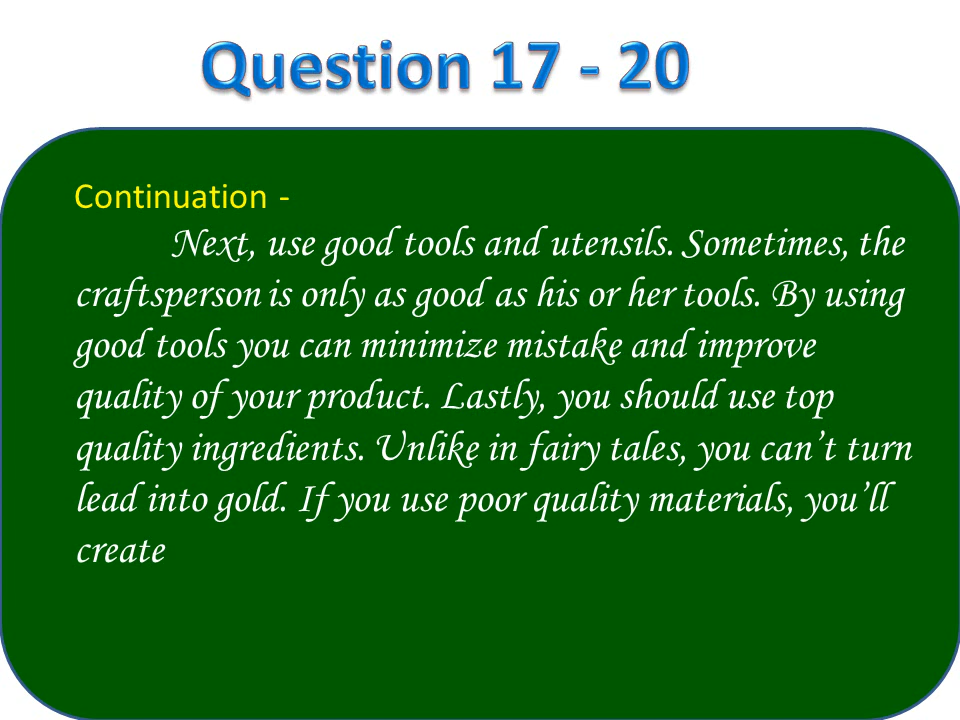 Question 17 - 20
Continuation -
Next, use good tools and utensils. Sometimes, the
craftsperson is only as good as his or her tools. By using
good tools you can minimize mistake and improve
quality of your product. Lastly, you should use top
quality ingredients. Unlike in fairy tales, you can’t turn
lead into gold. If you use poor quality materials, you’ll
create